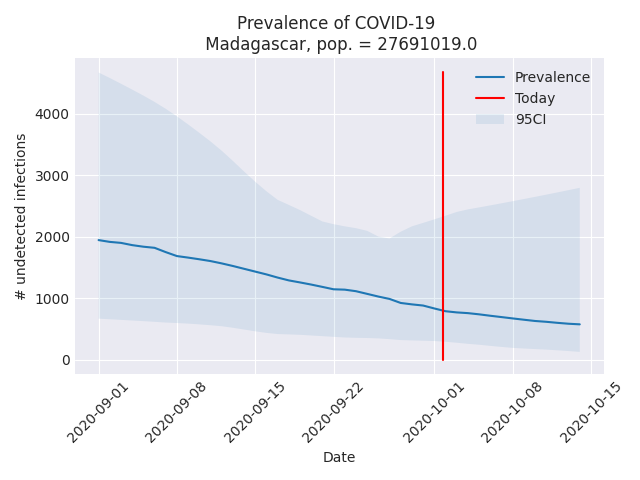 Prevalence of COVID-19
Madagascar, pop. = 27691019.0
Prevalence
Today
95CI
# undetected infections
4000
3000
2000
1000
0
2020-09-01
2020-09-08
2020-09-15
2020-09-22
2020-10-01
2020-10-08
2020-10-15
Date